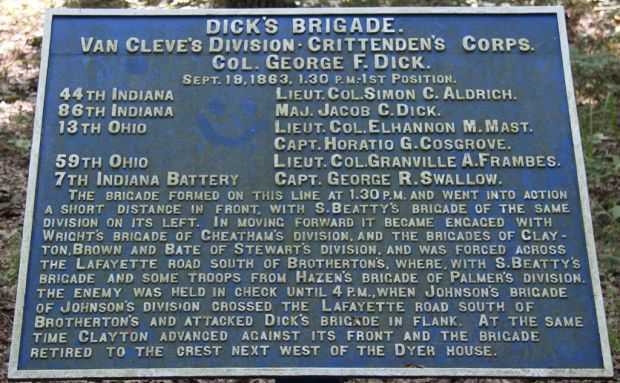 DICK'S BRIGADE.
VAN CLEVE'S DIVISION - CRITTENDEN'S CORPS.
COL. GEORGE F. DICK.
SEPT. 19, 1863, 1.30 P.M.-1ST POSITION.
44TH INDIANA LIEUT. COL. SIMON C. ALDRICH.
86TH INDIANA MAJ. JACOB C. DICK.
13TH OHIO LIEUT. COL. ELHANNON M. MAST.
CAPT. HORATIO G. COSGROVE.
59TH OHIO LIEUT. COL. GRANVILLE A. FRAMBES.
7TH INDIANA BATTERY CAPT. GEORGE R. SWALLOW.
THE BRIGADE FORMED ON THIS LINE AT 1.30 P.M. AND WENT INTO ACTION
A SHORT DISTANCE IN FRONT, WITH S. BEATTY'S BRIGADE OF THE SAME
DIVISION ON ITS LEFT. IN MOVING FORWARD IT BECAME ENGAGED WITH
WRIGHT'S BRIGADE OF CHEATHAM'S DIVISION, AND THE BRIGADES OF CLAY-
TON, BROWN AND BATE OF STEWART'S DIVISION, AND WAS FORCED ACROSS
THE LAFAYETTE ROAD SOUTH OF BROTHERTON'S, WHERE, WITH S. BEATTY'S
BRIGADE AND SOME TROOPS FROM HAZEN'S BRIGADE OF PALMER'S DIVISION.
THE ENEMY WAS HELD IN CHECK UNTIL 4 P.M., WHEN JOHNSON'S BRIGADE
OF JOHNSON'S DIVISION CROSSED THE LAFAYETTE ROAD SOUTH OF
BROTHERTON'S AND ATTACKED DICK'S BRIGADE IN FLANK. AT THE SAME
TIME CLAYTON ADVANCED AGAINST ITS FRONT AND THE BRIGADE
RETIRED TO THE CREST NEXT WEST OF THE DYER HOUSE.